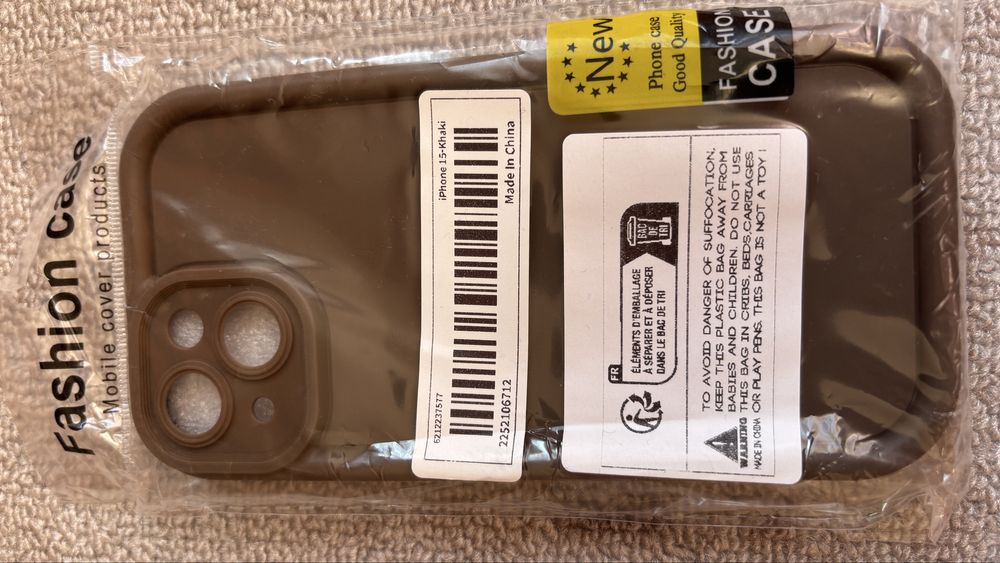 Fashion case
Mobile cover products
iPhone 15-Khaki
Made In China
6212237577
2252106712
New
Phone case
Good Quality
FASHION
CASE
FR
ÉLÉMENTS D'EMBALLAGE
À SÉPARER ET À DÉPOSER
DANS LE BAC DE TRI
BAC
DE
TRI
WARNING
MADE IN CHINA
TO AVOID DANGER OF SUFFOCATION,
KEEP THIS PLASTIC BAG AWAY FROM
BABIES AND CHILDREN. DO NOT USE
THIS BAG IN CRIBS, BEDS,CARRIAGES
OR PLAY PENS. THIS BAG IS NOT A TOY !